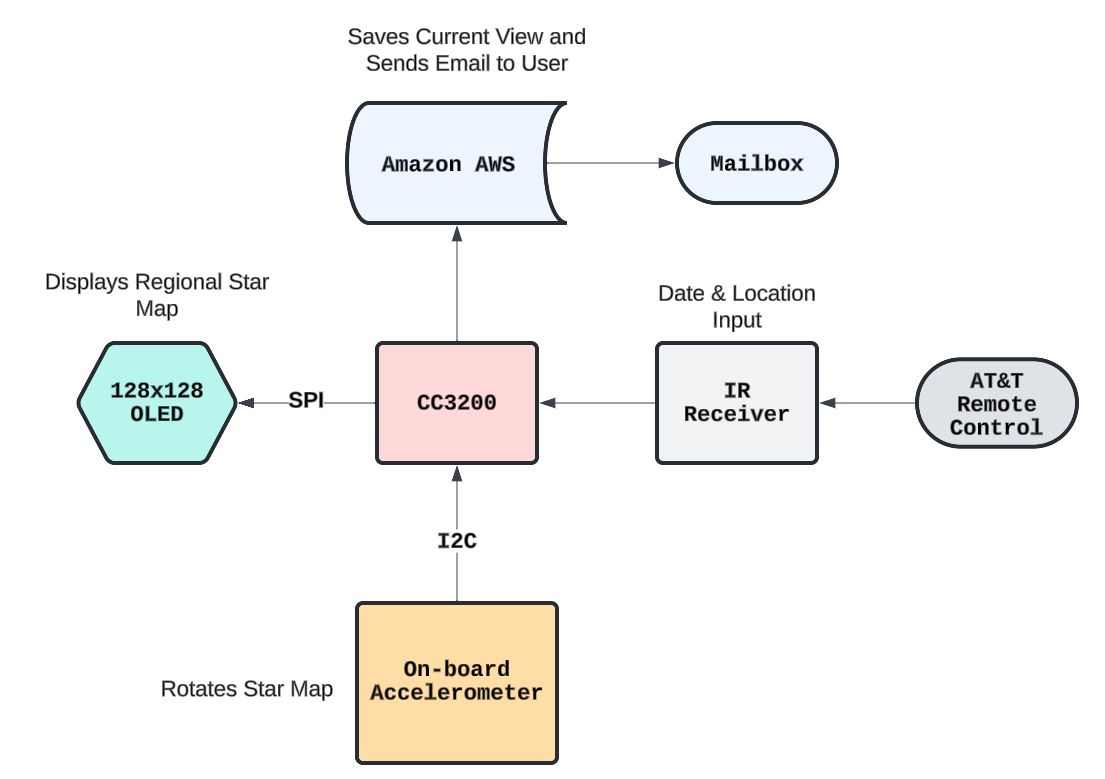 Saves Current View and
Sends Email to User
Amazon AWS
Mailbox
Displays Regional Star
Map
Date & Location
Input
128x128
OLED
SPI
CC3200
IR
Receiver
AT&T
Remote
Control
I2C
On-board
Accelerometer
Rotates Star Map